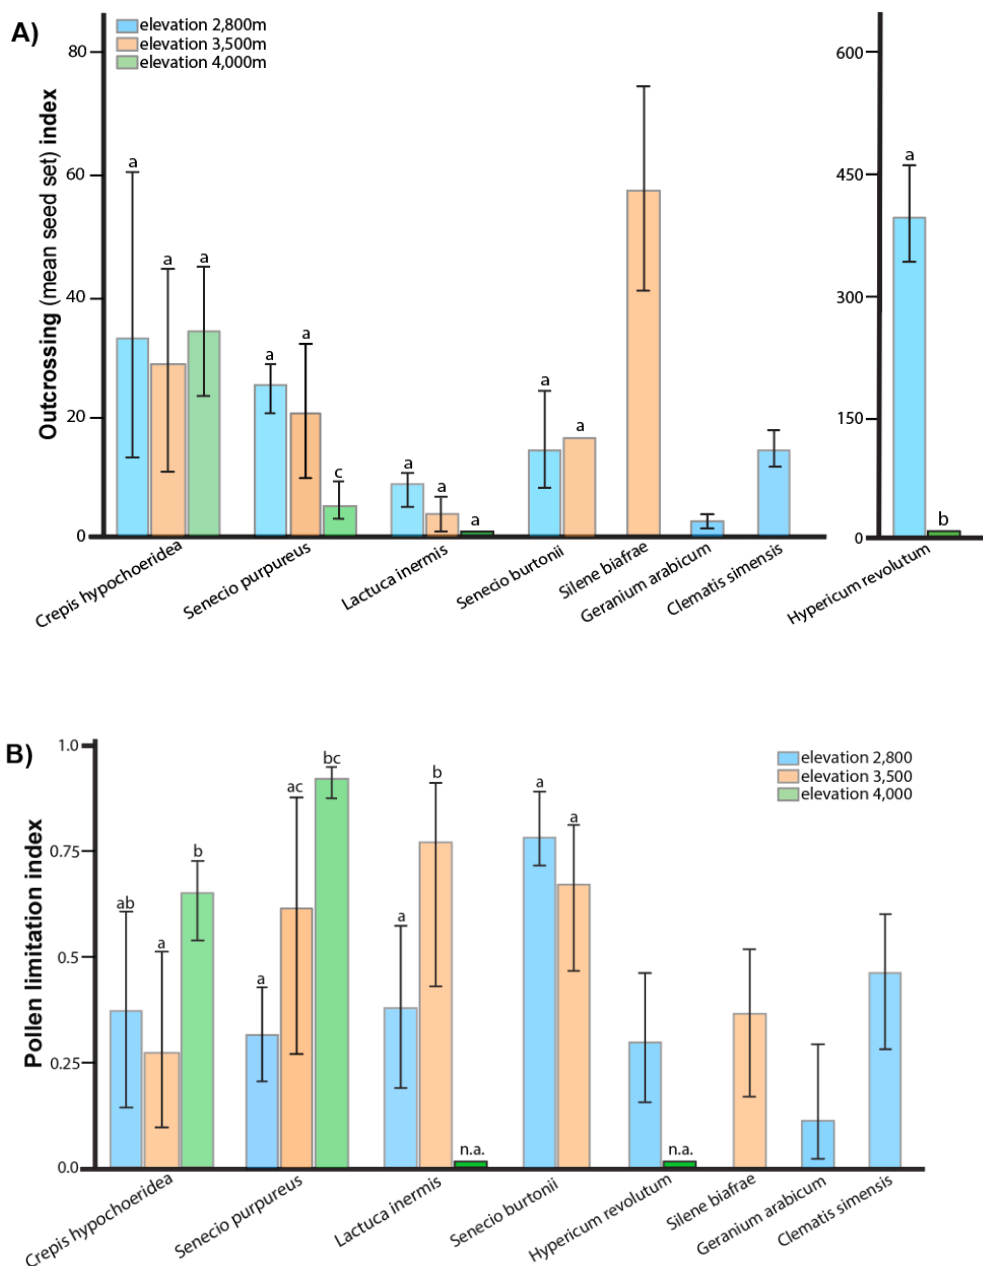 A)
elevation 2,800m
elevation 3,500m
elevation 4,000m
Outcrossing (mean seed set) index
80
60
40
20
0
a
a
a
a
a
c
a
a
a
a
a
600
450
300
150
0
a
b
Crepis hypochoeridea
Senecio purpureus
Lactuca inermis
Senecio burtonii
Silene biafrae
Geranium arabicum
Clematis simensis
Hypericum revolutum
B)
elevation 2,800
elevation 3,500
elevation 4,000
Pollen limitation index
1.0
0.75
0.5
0.25
0.0
ab
a
b
a
ac
bc
a
b
n.a.
a
a
n.a.
Crepis hypochoeridea
Senecio purpureus
Lactuca inermis
Senecio burtonii
Hypericum revolutum
Silene biafrae
Geranium arabicum
Clematis simensis